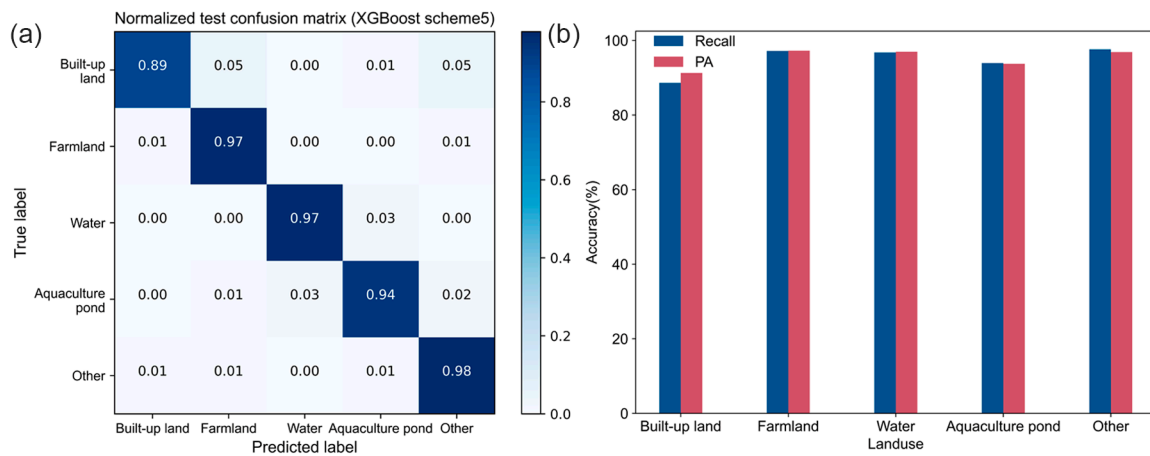 (a)
Normalized test confusion matrix (XGBoost scheme5)
True label
Built-up
land
0.89 0.05 0.00 0.01 0.05
Farmland
0.01 0.97 0.00 0.00 0.01
Water
0.00 0.00 0.97 0.03 0.00
Aquaculture
pond
0.00 0.01 0.03 0.94 0.02
Other
0.01 0.01 0.00 0.01 0.98
Built-up land Farmland Water Aquaculture pond Other
Predicted label
0.8
0.6
0.4
0.2
0.0
(b)
Recall
PA
Accuracy(%)
100
80
60
40
20
0
Built-up land Farmland Water Aquaculture pond Other
Landuse